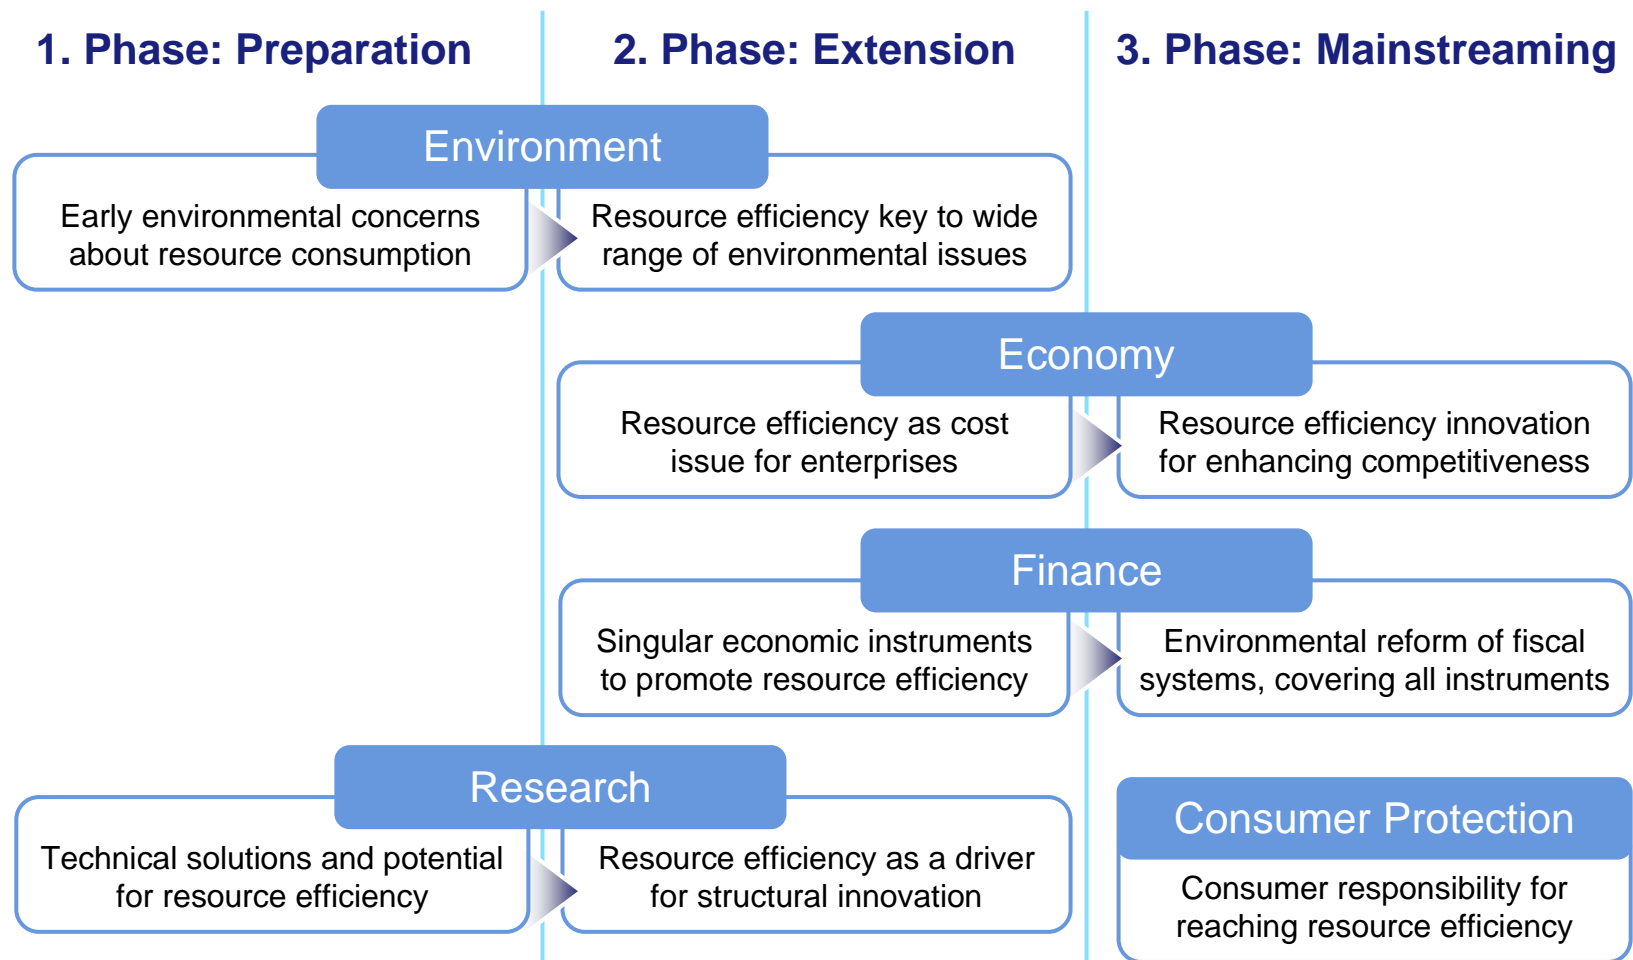 1. Phase: Preparation
2. Phase: Extension
3. Phase: Mainstreaming
Environment
Early environmental concerns
about resource consumption
Resource efficiency key to wide
range of environmental issues
Economy
Resource efficiency as cost
issue for enterprises
Resource efficiency innovation
for enhancing competitiveness
Finance
Singular economic instruments
to promote resource efficiency
Environmental reform of fiscal
systems, covering all instruments
Research
Technical solutions and potential
for resource efficiency
Resource efficiency as a driver
for structural innovation
Consumer Protection
Consumer responsibility for
reaching resource efficiency